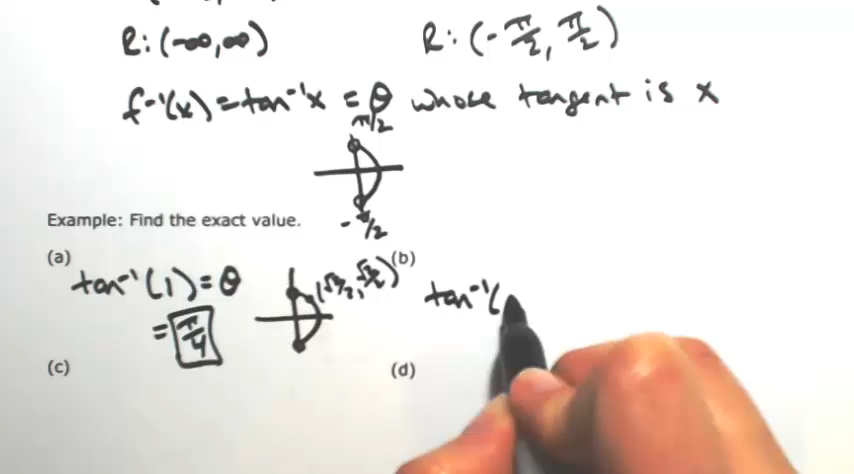 R: (-∞, ∞)
R: (-π/2, π/2)
f⁻¹(x) = tan⁻¹x = θ whose tangent is x
π/2
-π/2
Example: Find the exact value.
(a)
tan⁻¹(1) = θ
(√2/2, √2/2)
= π/4
(b)
tan⁻¹(
(c)
(d)